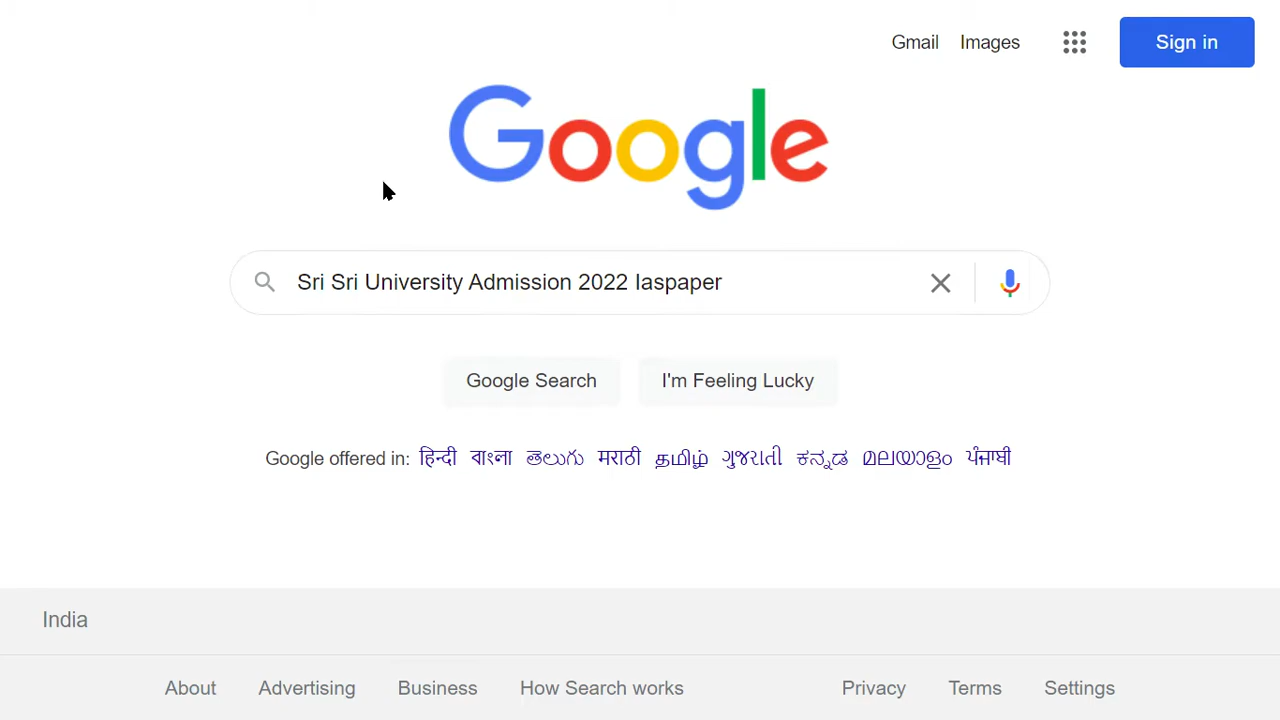 Gmail Images Sign in
Google
Sri Sri University Admission 2022 Iaspaper
Google Search I'm Feeling Lucky
Google offered in: हिन्दी বাংলা తెలుగు मराठी தமிழ் ગુજરાતી ಕನ್ನಡ മലയാളം ਪੰਜਾਬੀ
India
About Advertising Business How Search works Privacy Terms Settings